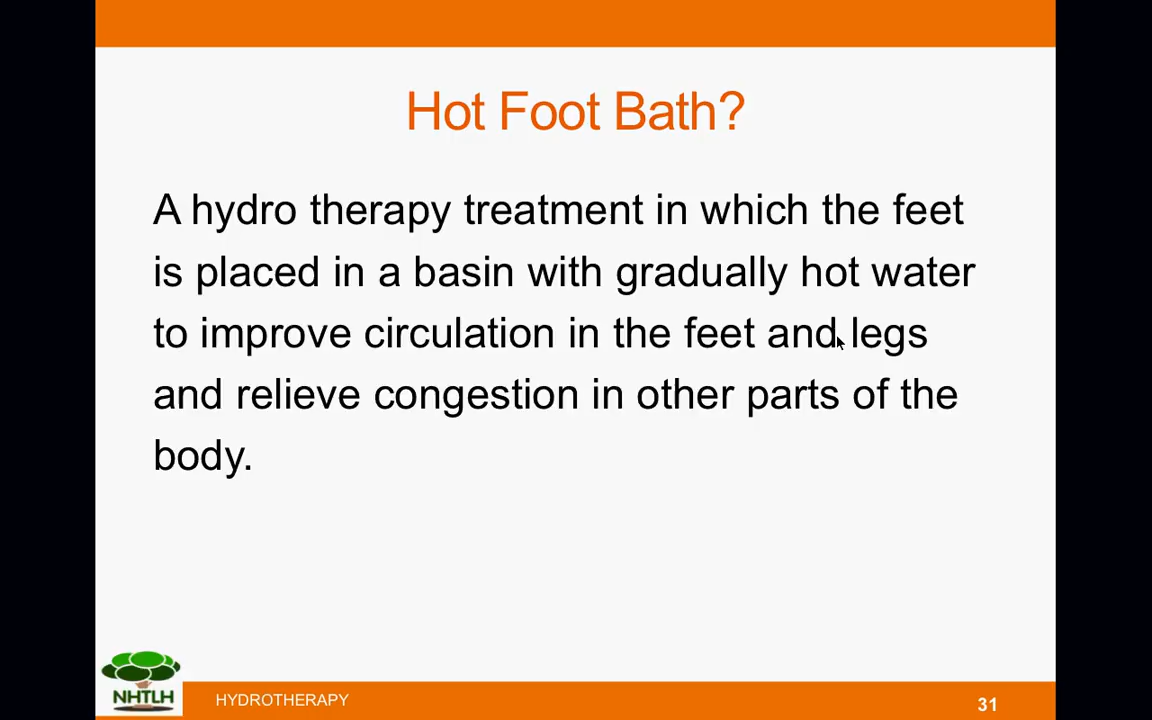 Hot Foot Bath?
A hydro therapy treatment in which the feet
is placed in a basin with gradually hot water
to improve circulation in the feet and legs
and relieve congestion in other parts of the
body.
NHTLH
HYDROTHERAPY
31